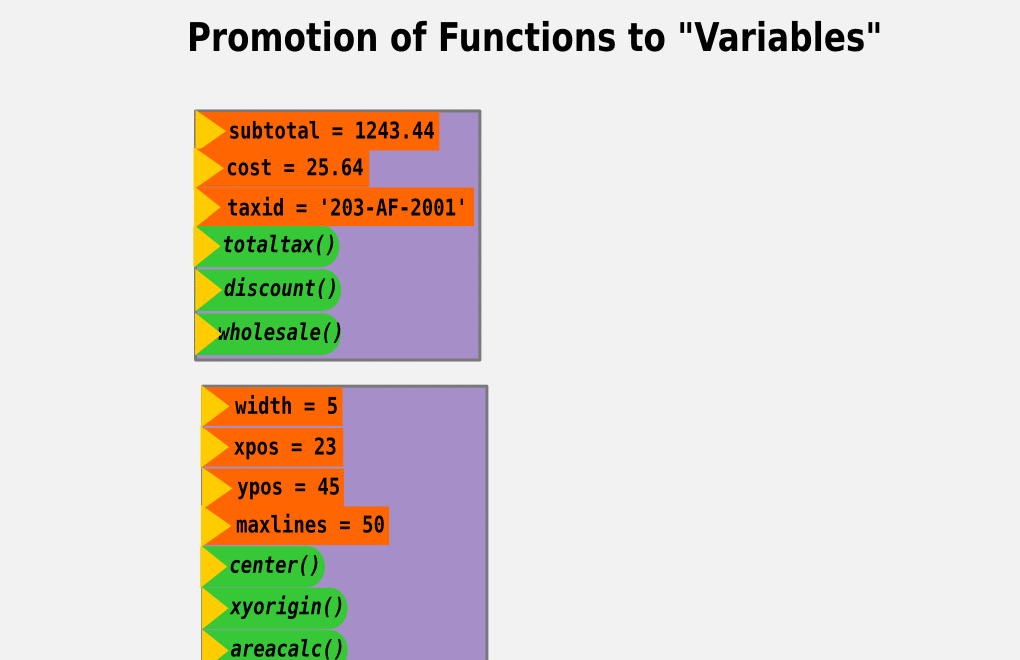 Promotion of Functions to "Variables"
subtotal = 1243.44
cost = 25.64
taxid = '203-AF-2001'
totaltax()
discount()
wholesale()
width = 5
xpos = 23
ypos = 45
maxlines = 50
center()
xyorigin()
areacalc()